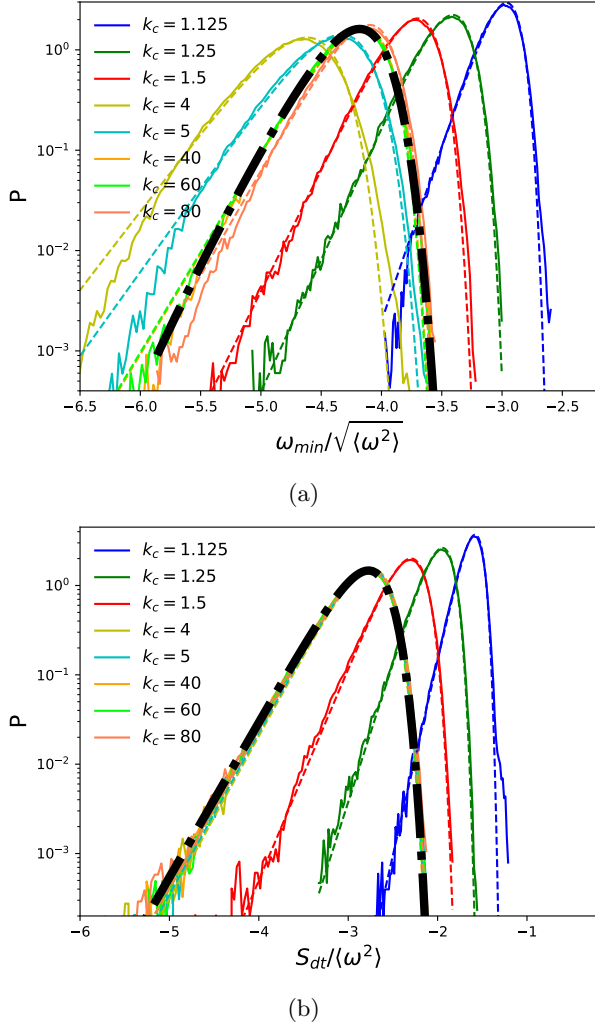 P
10⁰
10⁻¹
10⁻²
10⁻³
k_c = 1.125
k_c = 1.25
k_c = 1.5
k_c = 4
k_c = 5
k_c = 40
k_c = 60
k_c = 80
−6.5 −6.0 −5.5 −5.0 −4.5 −4.0 −3.5 −3.0 −2.5
ω_min/√⟨ω²⟩
(a)
P
10⁰
10⁻¹
10⁻²
10⁻³
k_c = 1.125
k_c = 1.25
k_c = 1.5
k_c = 4
k_c = 5
k_c = 40
k_c = 60
k_c = 80
−6 −5 −4 −3 −2 −1
S_dt/⟨ω²⟩
(b)